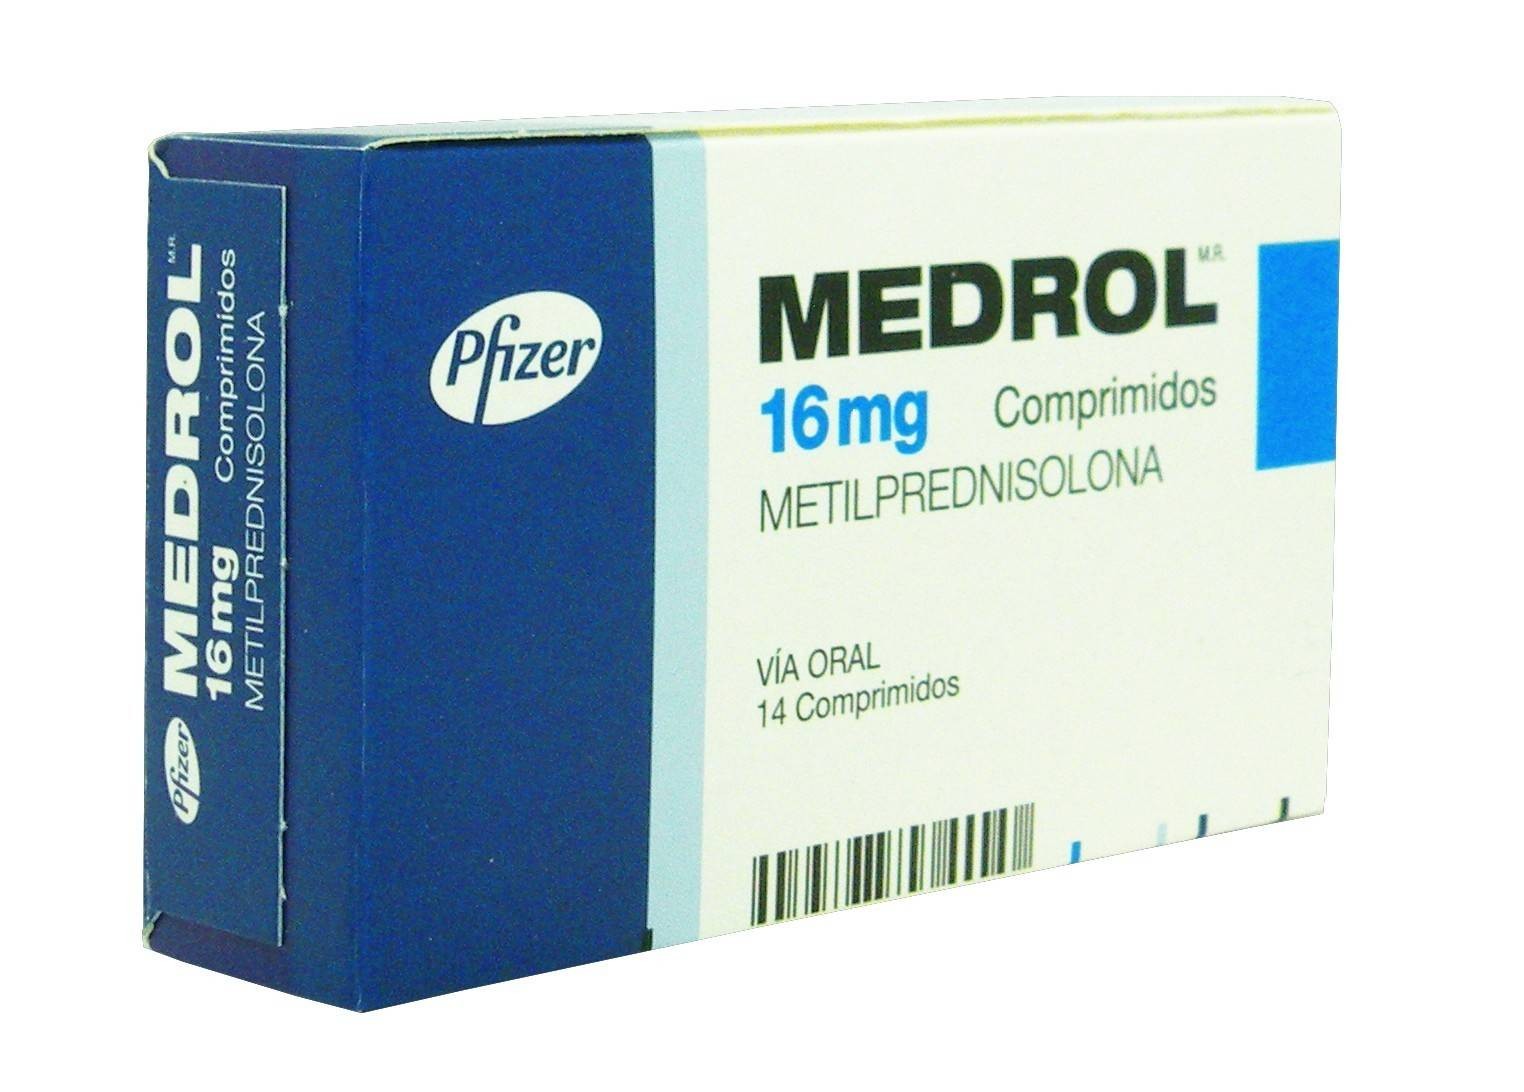 MEDROL M.R.
16 mg Comprimidos
METILPREDNISOLONA
Pfizer
Pfizer
MEDROL M.R.
16 mg Comprimidos
METILPREDNISOLONA
VÍA ORAL
14 Comprimidos